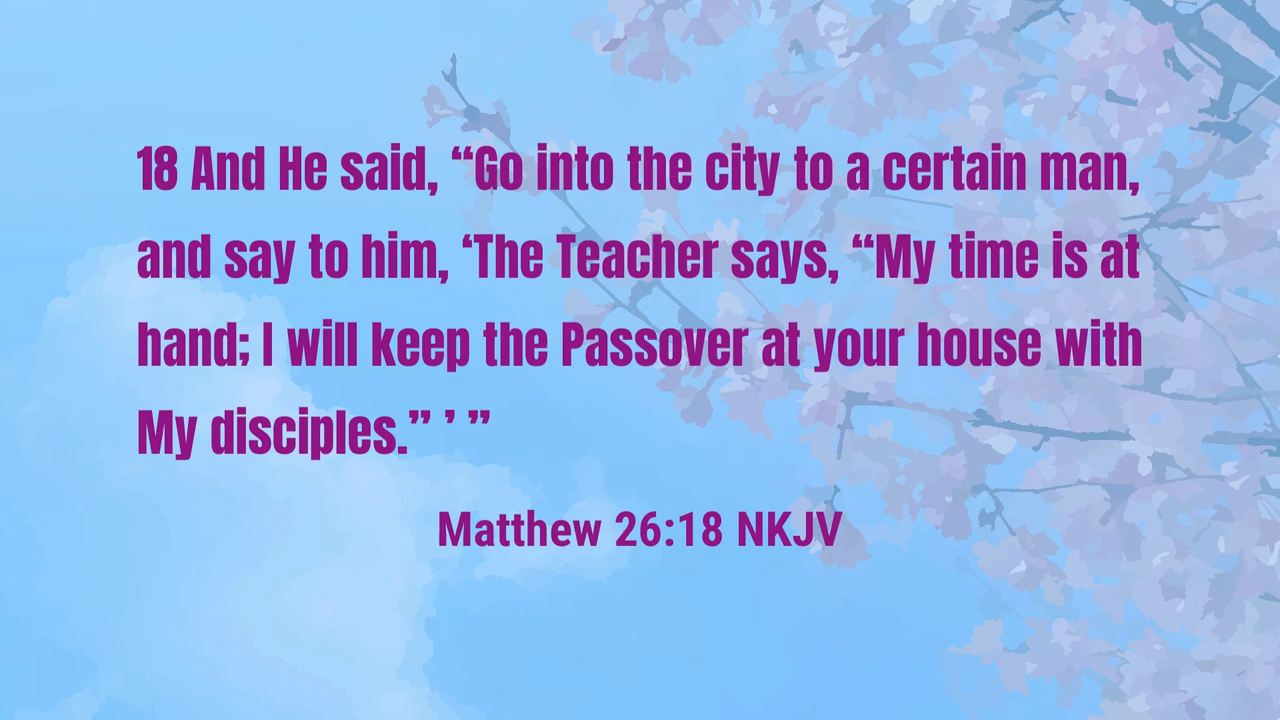 18 And He said, “Go into the city to a certain man,
and say to him, ‘The Teacher says, “My time is at
hand; I will keep the Passover at your house with
My disciples.” ’ ”
Matthew 26:18 NKJV